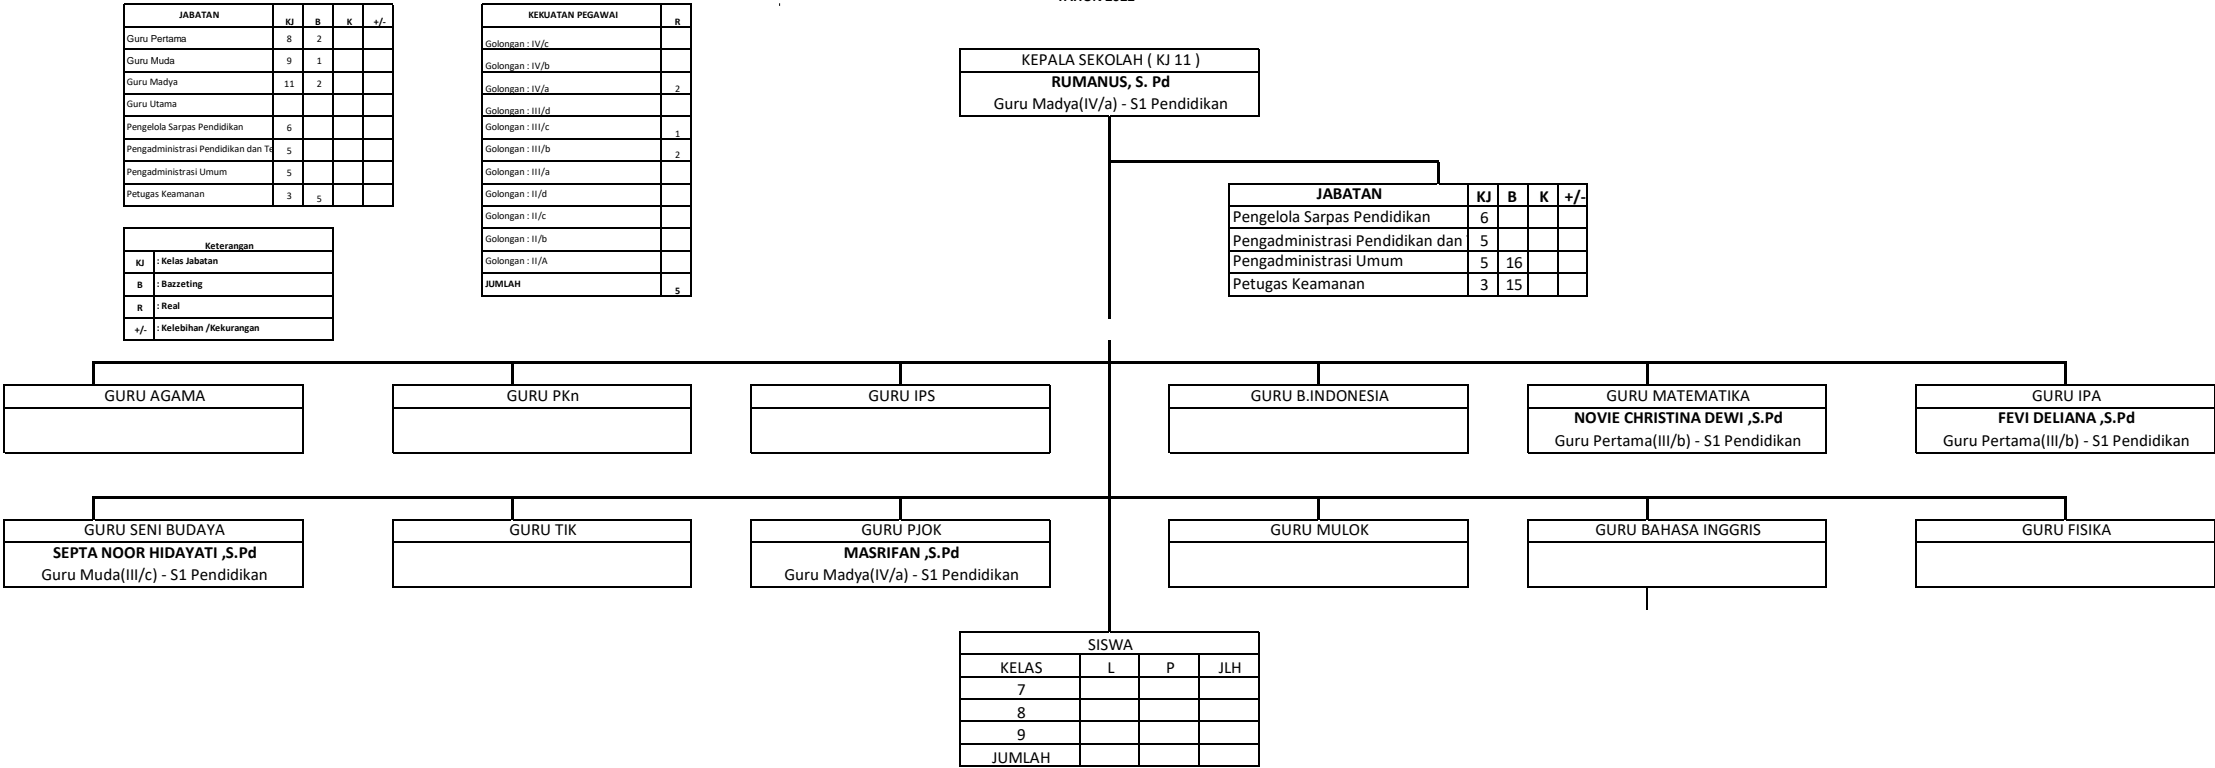 JABATAN KJ B K +/-
Guru Pertama 8 2
Guru Muda 9 1
Guru Madya 11 2
Guru Utama
Pengelola Sarpas Pendidikan 6
Pengadministrasi Pendidikan dan Te 5
Pengadministrasi Umum 5
Petugas Keamanan 3 5
Keterangan
KJ : Kelas Jabatan
B : Bazzeting
R : Real
+/- : Kelebihan /Kekurangan
KEKUATAN PEGAWAI R
Golongan : IV/c
Golongan : IV/b
Golongan : IV/a 2
Golongan : III/d
Golongan : III/c 1
Golongan : III/b 2
Golongan : III/a
Golongan : II/d
Golongan : II/c
Golongan : II/b
Golongan : II/A
JUMLAH 5
KEPALA SEKOLAH ( KJ 11 )
RUMANUS, S. Pd
Guru Madya(IV/a) - S1 Pendidikan
JABATAN KJ B K +/-
Pengelola Sarpas Pendidikan 6
Pengadministrasi Pendidikan dan 5
Pengadministrasi Umum 5 16
Petugas Keamanan 3 15
GURU AGAMA
GURU PKn
GURU IPS
GURU B.INDONESIA
GURU MATEMATIKA
NOVIE CHRISTINA DEWI ,S.Pd
Guru Pertama(III/b) - S1 Pendidikan
GURU IPA
FEVI DELIANA ,S.Pd
Guru Pertama(III/b) - S1 Pendidikan
GURU SENI BUDAYA
SEPTA NOOR HIDAYATI ,S.Pd
Guru Muda(III/c) - S1 Pendidikan
GURU TIK
GURU PJOK
MASRIFAN ,S.Pd
Guru Madya(IV/a) - S1 Pendidikan
GURU MULOK
GURU BAHASA INGGRIS
GURU FISIKA
SISWA
KELAS L P JLH
7
8
9
JUMLAH